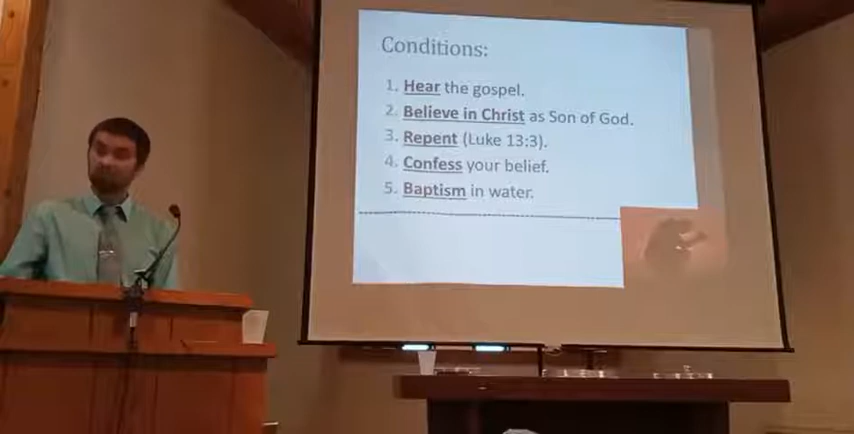 Conditions:
1. Hear the gospel.
2. Believe in Christ as Son of God.
3. Repent (Luke 13:3).
4. Confess your belief.
5. Baptism in water.